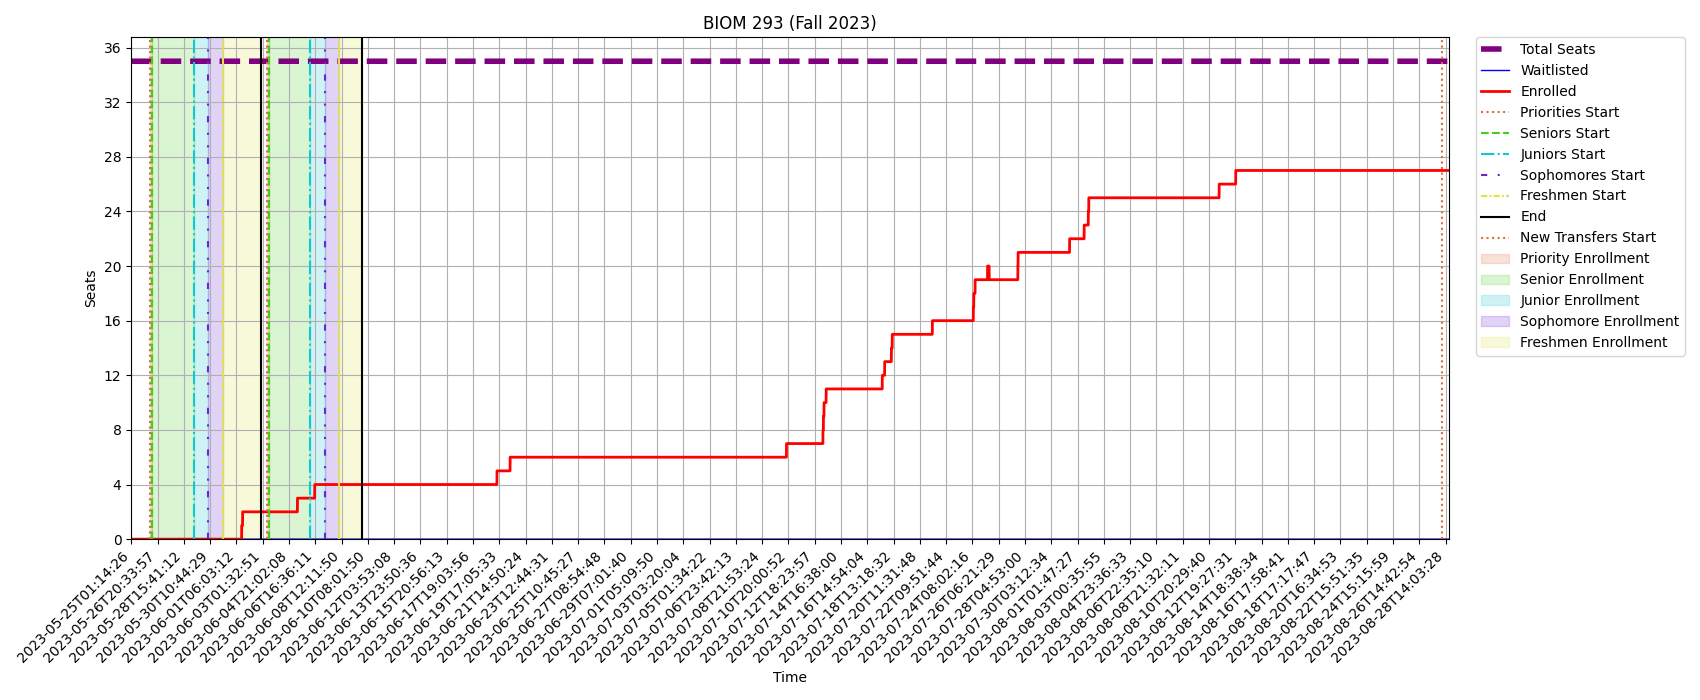 BIOM 293 (Fall 2023)
36
32
28
24
20
16
12
8
4
0
Seats
2023-05-25T01:14:26
2023-05-26T20:33:57
2023-05-28T15:41:12
2023-05-30T10:44:29
2023-06-01T06:03:12
2023-06-03T01:32:51
2023-06-04T21:02:08
2023-06-06T16:36:11
2023-06-08T12:11:50
2023-06-10T08:01:50
2023-06-12T03:53:08
2023-06-13T23:50:36
2023-06-15T20:56:13
2023-06-17T19:03:56
2023-06-19T17:05:33
2023-06-21T14:50:24
2023-06-23T12:44:31
2023-06-25T10:45:27
2023-06-27T08:54:48
2023-06-29T07:01:40
2023-07-01T05:09:50
2023-07-03T03:20:04
2023-07-05T01:34:22
2023-07-06T23:42:13
2023-07-08T21:53:24
2023-07-10T20:00:52
2023-07-12T18:23:57
2023-07-14T16:38:00
2023-07-16T14:54:04
2023-07-18T13:18:32
2023-07-20T11:31:48
2023-07-22T09:51:44
2023-07-24T08:02:16
2023-07-26T06:21:29
2023-07-28T04:53:00
2023-07-30T03:12:34
2023-08-01T01:47:27
2023-08-03T00:35:55
2023-08-04T23:36:33
2023-08-06T22:35:10
2023-08-08T21:32:11
2023-08-10T20:29:40
2023-08-12T19:27:31
2023-08-14T18:38:34
2023-08-16T17:58:41
2023-08-18T17:17:47
2023-08-20T16:34:53
2023-08-22T15:51:35
2023-08-24T15:15:59
2023-08-26T14:42:54
2023-08-28T14:03:28
Time
Total Seats
Waitlisted
Enrolled
Priorities Start
Seniors Start
Juniors Start
Sophomores Start
Freshmen Start
End
New Transfers Start
Priority Enrollment
Senior Enrollment
Junior Enrollment
Sophomore Enrollment
Freshmen Enrollment